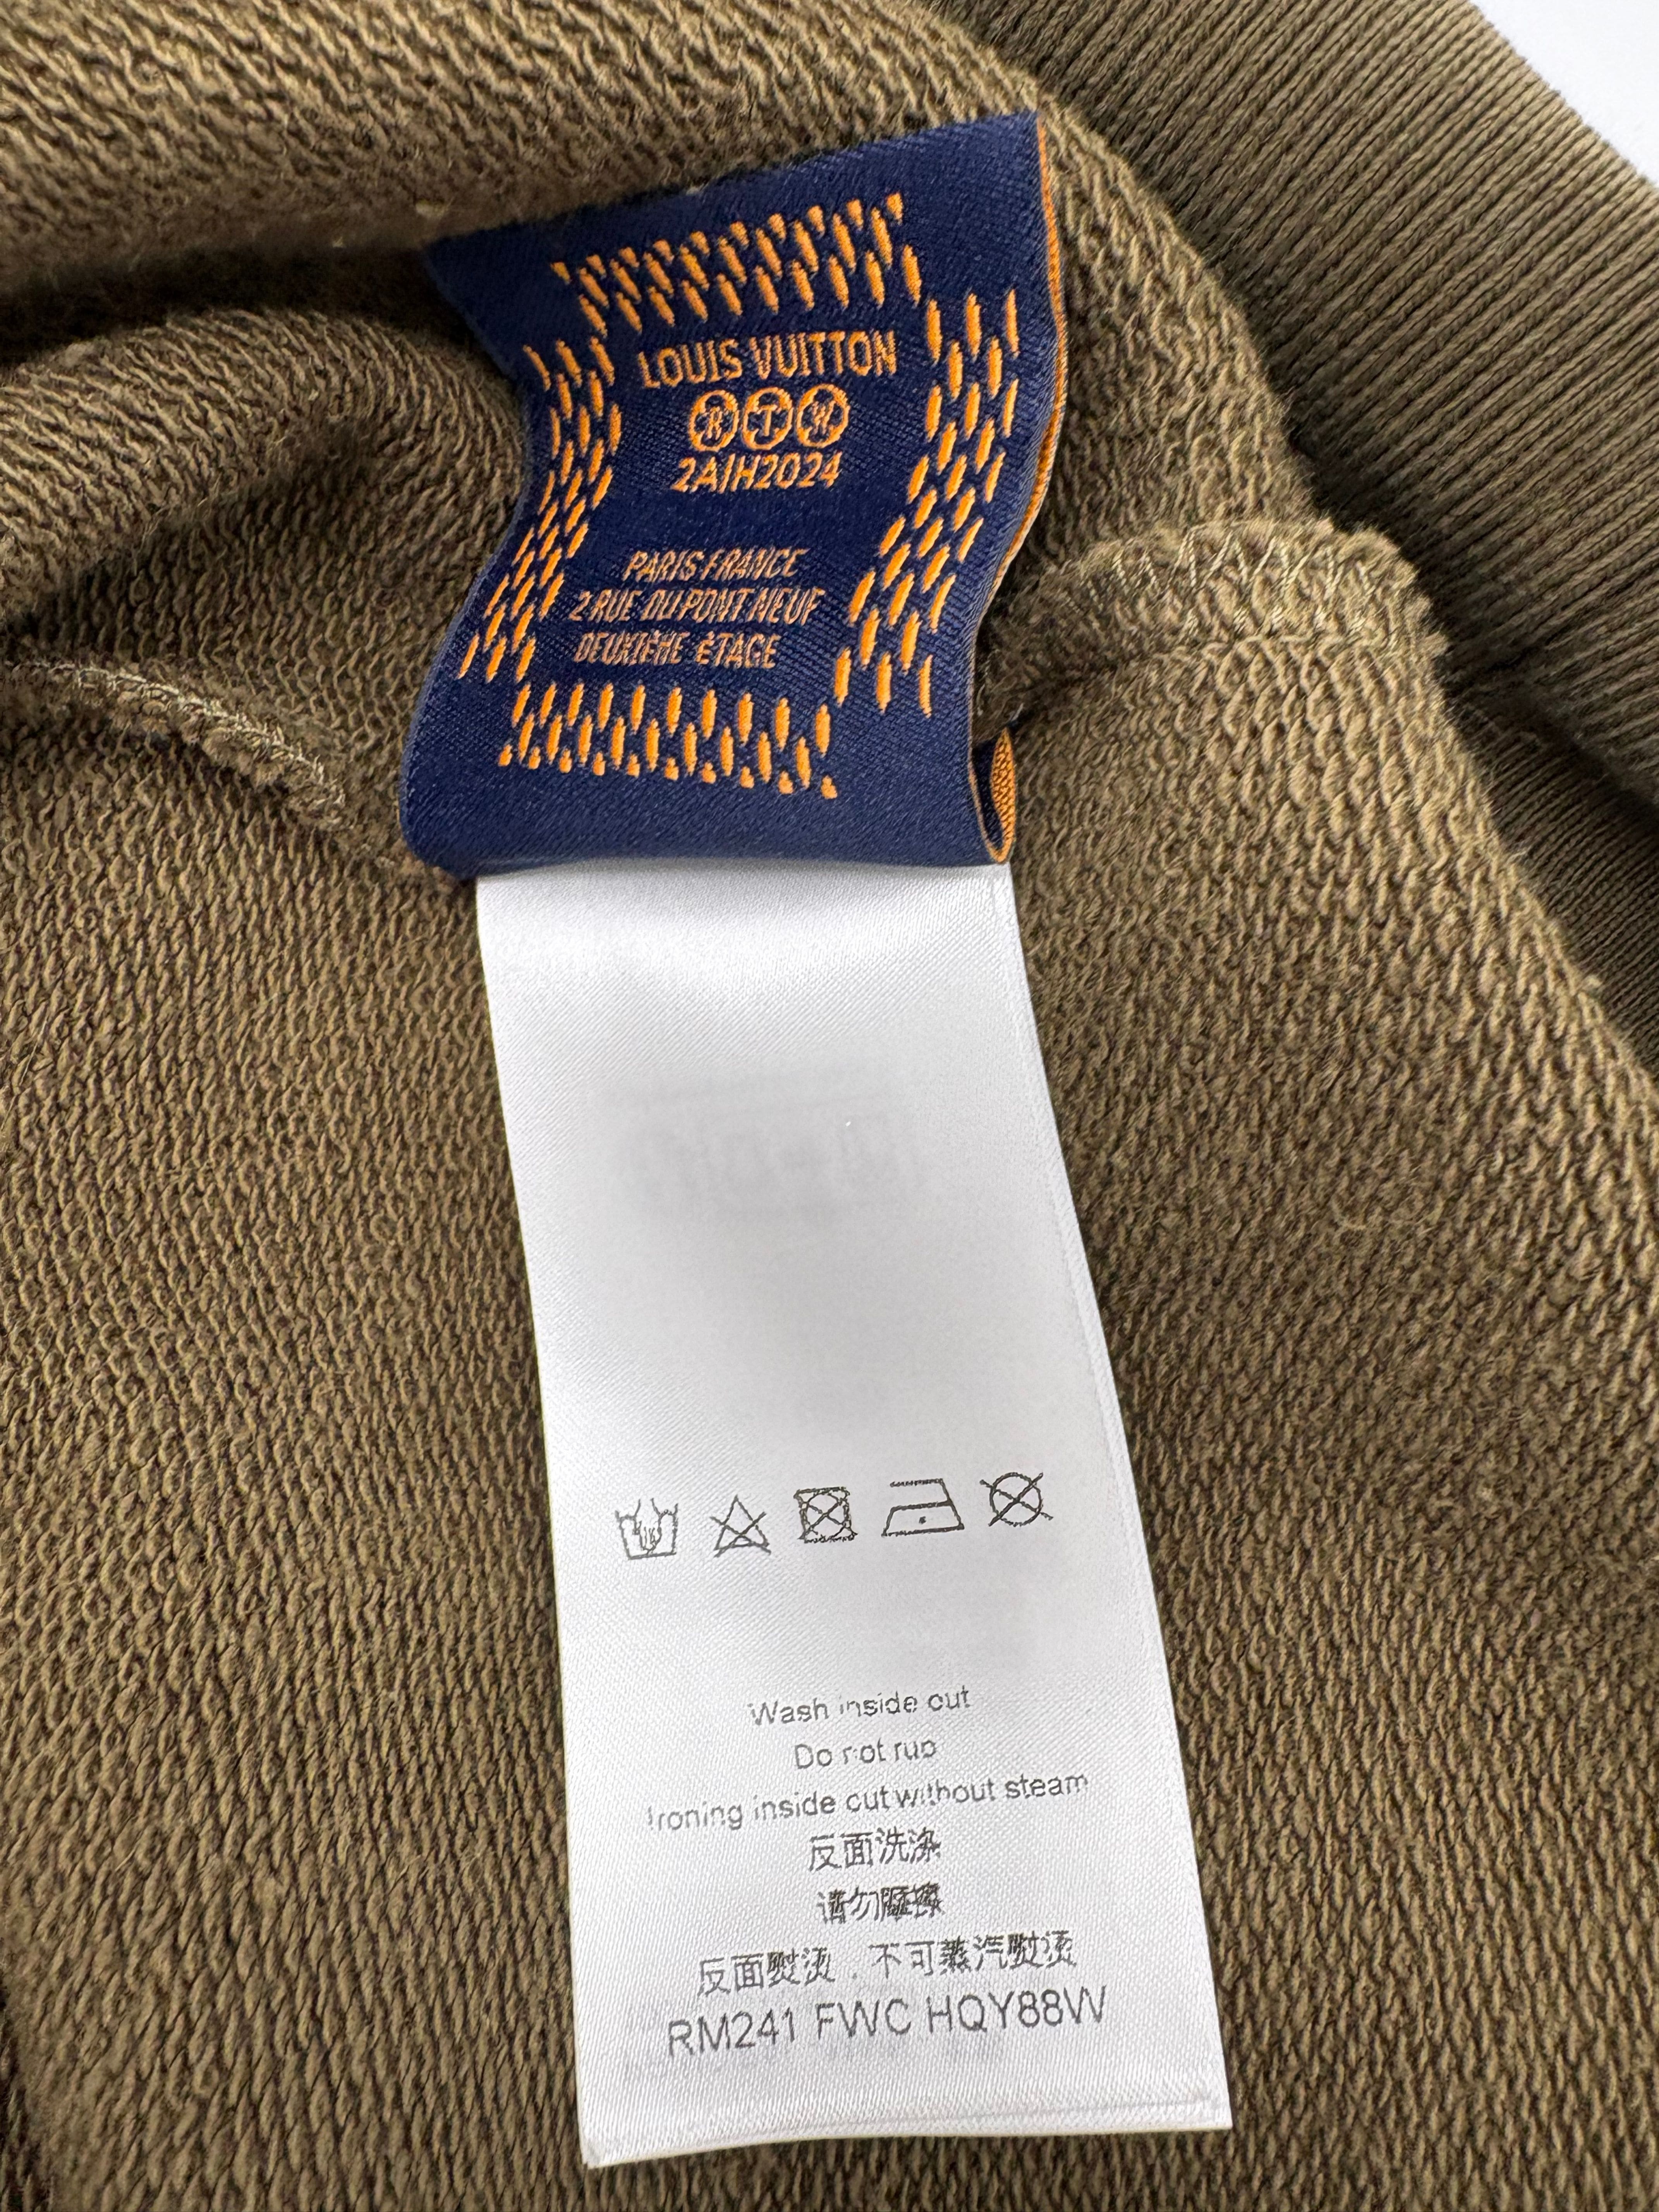 LOUIS VUITTON
R T W
2A|H2024
PARIS FRANCE
2 RUE DU PONT NEUF
DEUXIÈME ÉTAGE
Wash inside out
Do not rub
Ironing inside out without steam
反面洗涤
请勿摩擦
反面熨烫 . 不可蒸汽熨烫
RM241 FWC HQY88W